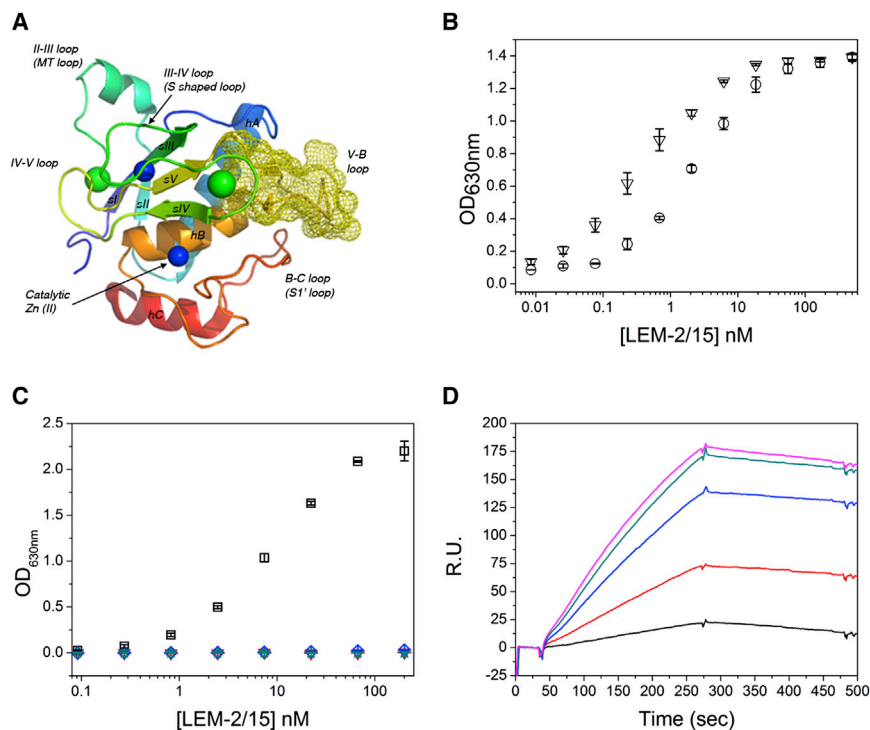 A
II-III loop
(MT loop)
III-IV loop
(S shaped loop)
hA
sIII
IV-V loop
V-B
loop
sV
sI
sII
sIV
hB
B-C loop
(S1' loop)
Catalytic
Zn (II)
hC
B
OD630nm
1.4
1.2
1.0
0.8
0.6
0.4
0.2
0.0
0.01 0.1 1 10 100
[LEM-2/15] nM
C
OD630nm
2.5
2.0
1.5
1.0
0.5
0.0
0.1 1 10 100
[LEM-2/15] nM
D
R.U.
200
175
150
125
100
75
50
25
0
-25
0 50 100 150 200 250 300 350 400 450 500
Time (sec)